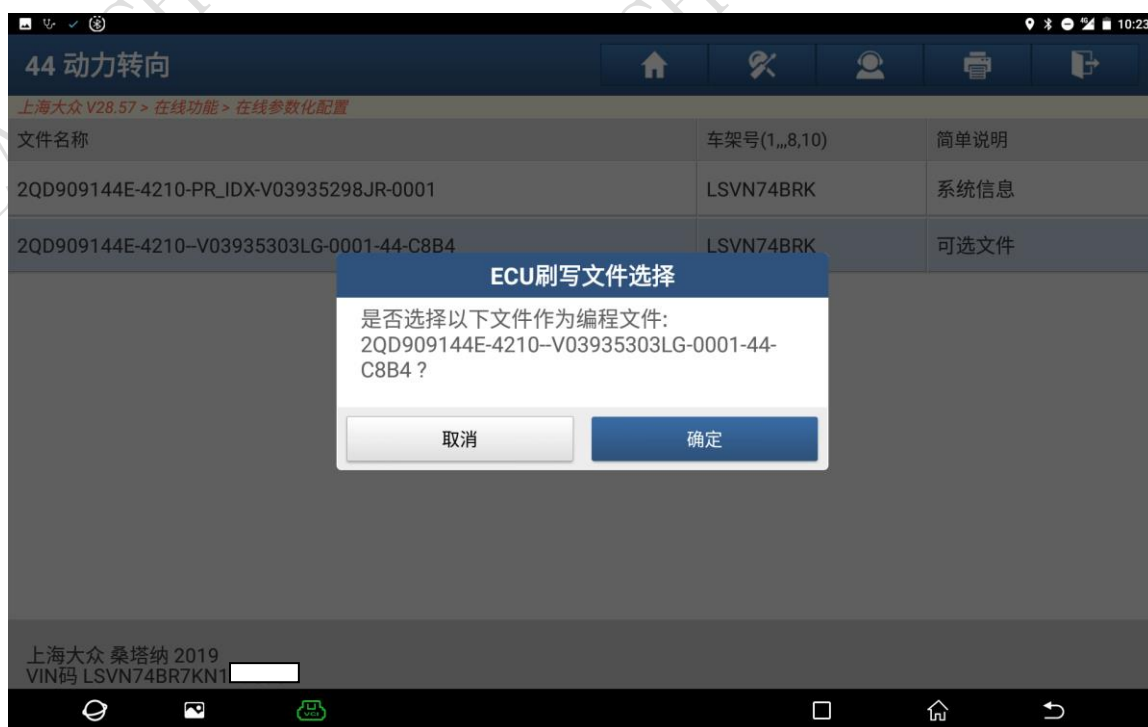 10:23
44 动力转向
上海大众 V28.57 > 在线功能 > 在线参数化配置
文件名称 车架号(1,,,8,10) 简单说明
2QD909144E-4210-PR_IDX-V03935298JR-0001 LSVN74BRK 系统信息
2QD909144E-4210--V03935303LG-0001-44-C8B4 LSVN74BRK 可选文件
ECU刷写文件选择
是否选择以下文件作为编程文件:
2QD909144E-4210--V03935303LG-0001-44-
C8B4 ?
取消 确定
上海大众 桑塔纳 2019
VIN码 LSVN74BR7KN1